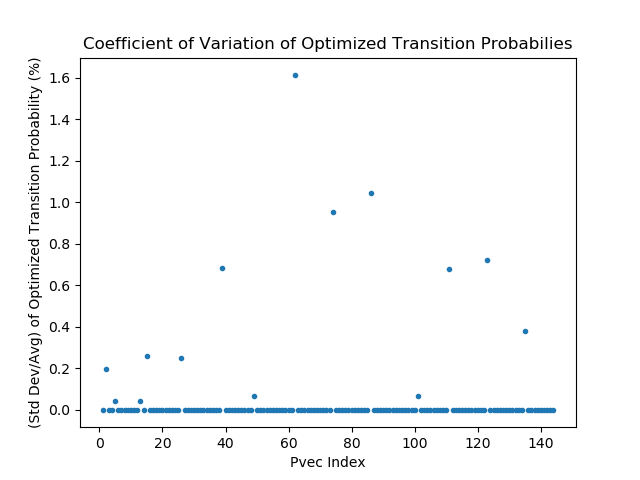 Coefficient of Variation of Optimized Transition Probabilies
(Std Dev/Avg) of Optimized Transition Probability (%)
1.6
1.4
1.2
1.0
0.8
0.6
0.4
0.2
0.0
0 20 40 60 80 100 120 140
Pvec Index